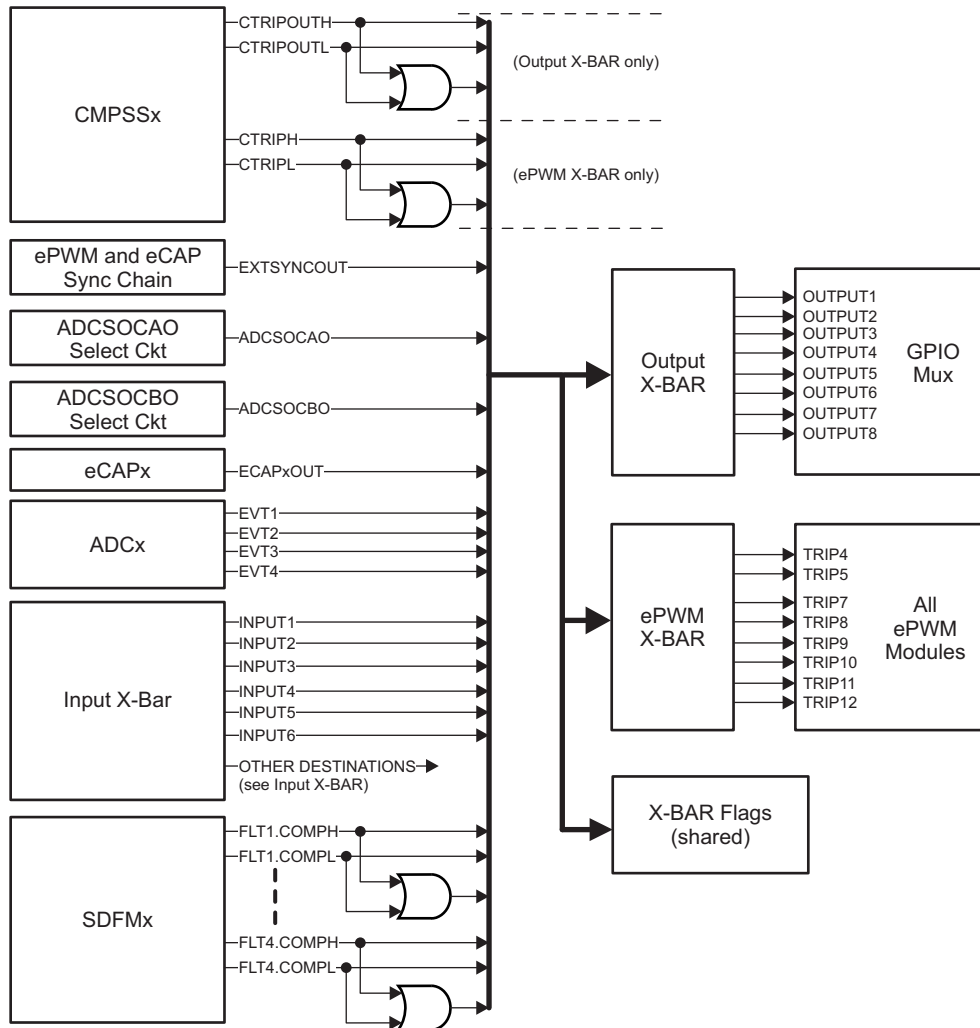 CMPSSx
CTRIPOUTH
CTRIPOUTL
CTRIPH
CTRIPL
(Output X-BAR only)
(ePWM X-BAR only)
ePWM and eCAP
Sync Chain
EXTSYNCOUT
ADCSOCAO
Select Ckt
ADCSOCAO
ADCSOCBO
Select Ckt
ADCSOCBO
eCAPx
ECAPxOUT
ADCx
EVT1
EVT2
EVT3
EVT4
Input X-Bar
INPUT1
INPUT2
INPUT3
INPUT4
INPUT5
INPUT6
OTHER DESTINATIONS
(see Input X-BAR)
SDFMx
FLT1.COMPH
FLT1.COMPL
FLT4.COMPH
FLT4.COMPL
Output
X-BAR
OUTPUT1
OUTPUT2
OUTPUT3
OUTPUT4
OUTPUT5
OUTPUT6
OUTPUT7
OUTPUT8
GPIO
Mux
ePWM
X-BAR
TRIP4
TRIP5
TRIP7
TRIP8
TRIP9
TRIP10
TRIP11
TRIP12
All
ePWM
Modules
X-BAR Flags
(shared)